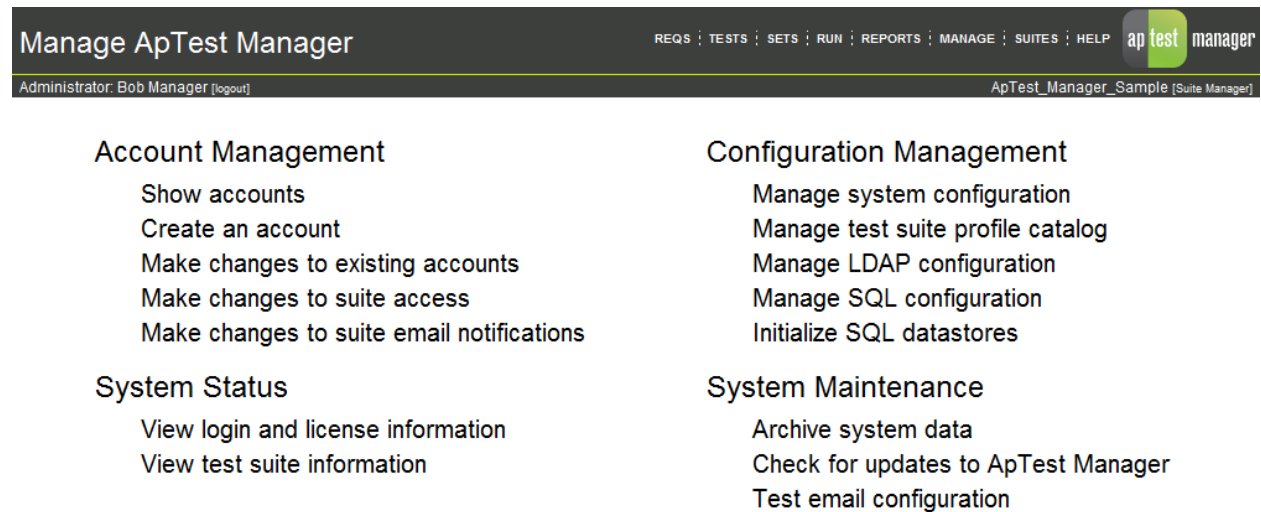 Manage ApTest Manager
REQS TESTS SETS RUN REPORTS MANAGE SUITES HELP
ap test manager
Administrator: Bob Manager [logout]
ApTest_Manager_Sample [Suite Manager]
Account Management
Show accounts
Create an account
Make changes to existing accounts
Make changes to suite access
Make changes to suite email notifications
System Status
View login and license information
View test suite information
Configuration Management
Manage system configuration
Manage test suite profile catalog
Manage LDAP configuration
Manage SQL configuration
Initialize SQL datastores
System Maintenance
Archive system data
Check for updates to ApTest Manager
Test email configuration